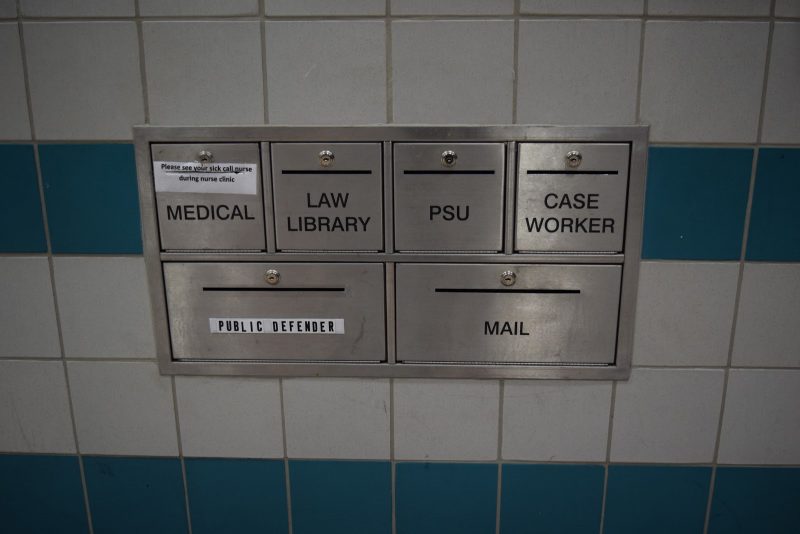 Please see your sick call nurse
during nurse clinic
MEDICAL
LAW
LIBRARY
PSU
CASE
WORKER
PUBLIC DEFENDER
MAIL